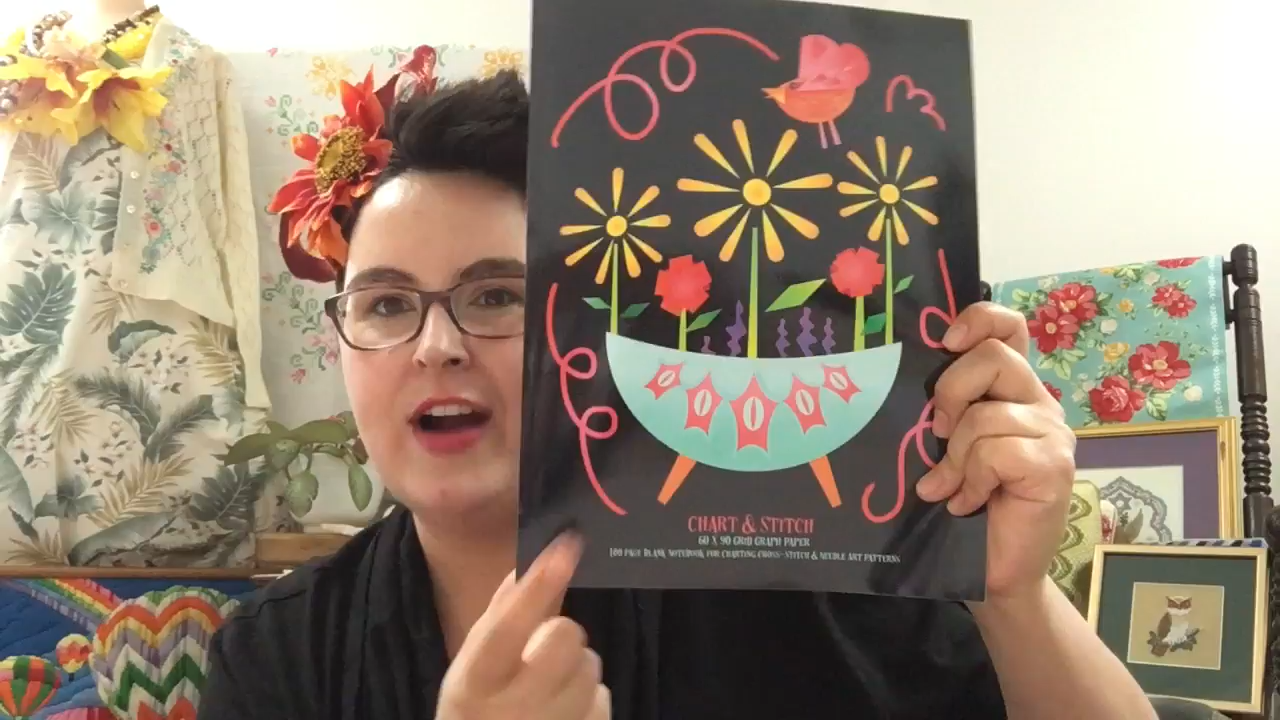 CHART & STITCH
60 X 90 GRID GRAPH PAPER
100 PAGE BLANK NOTEBOOK FOR CHARTING CROSS-STITCH & NEEDLE ART PATTERNS